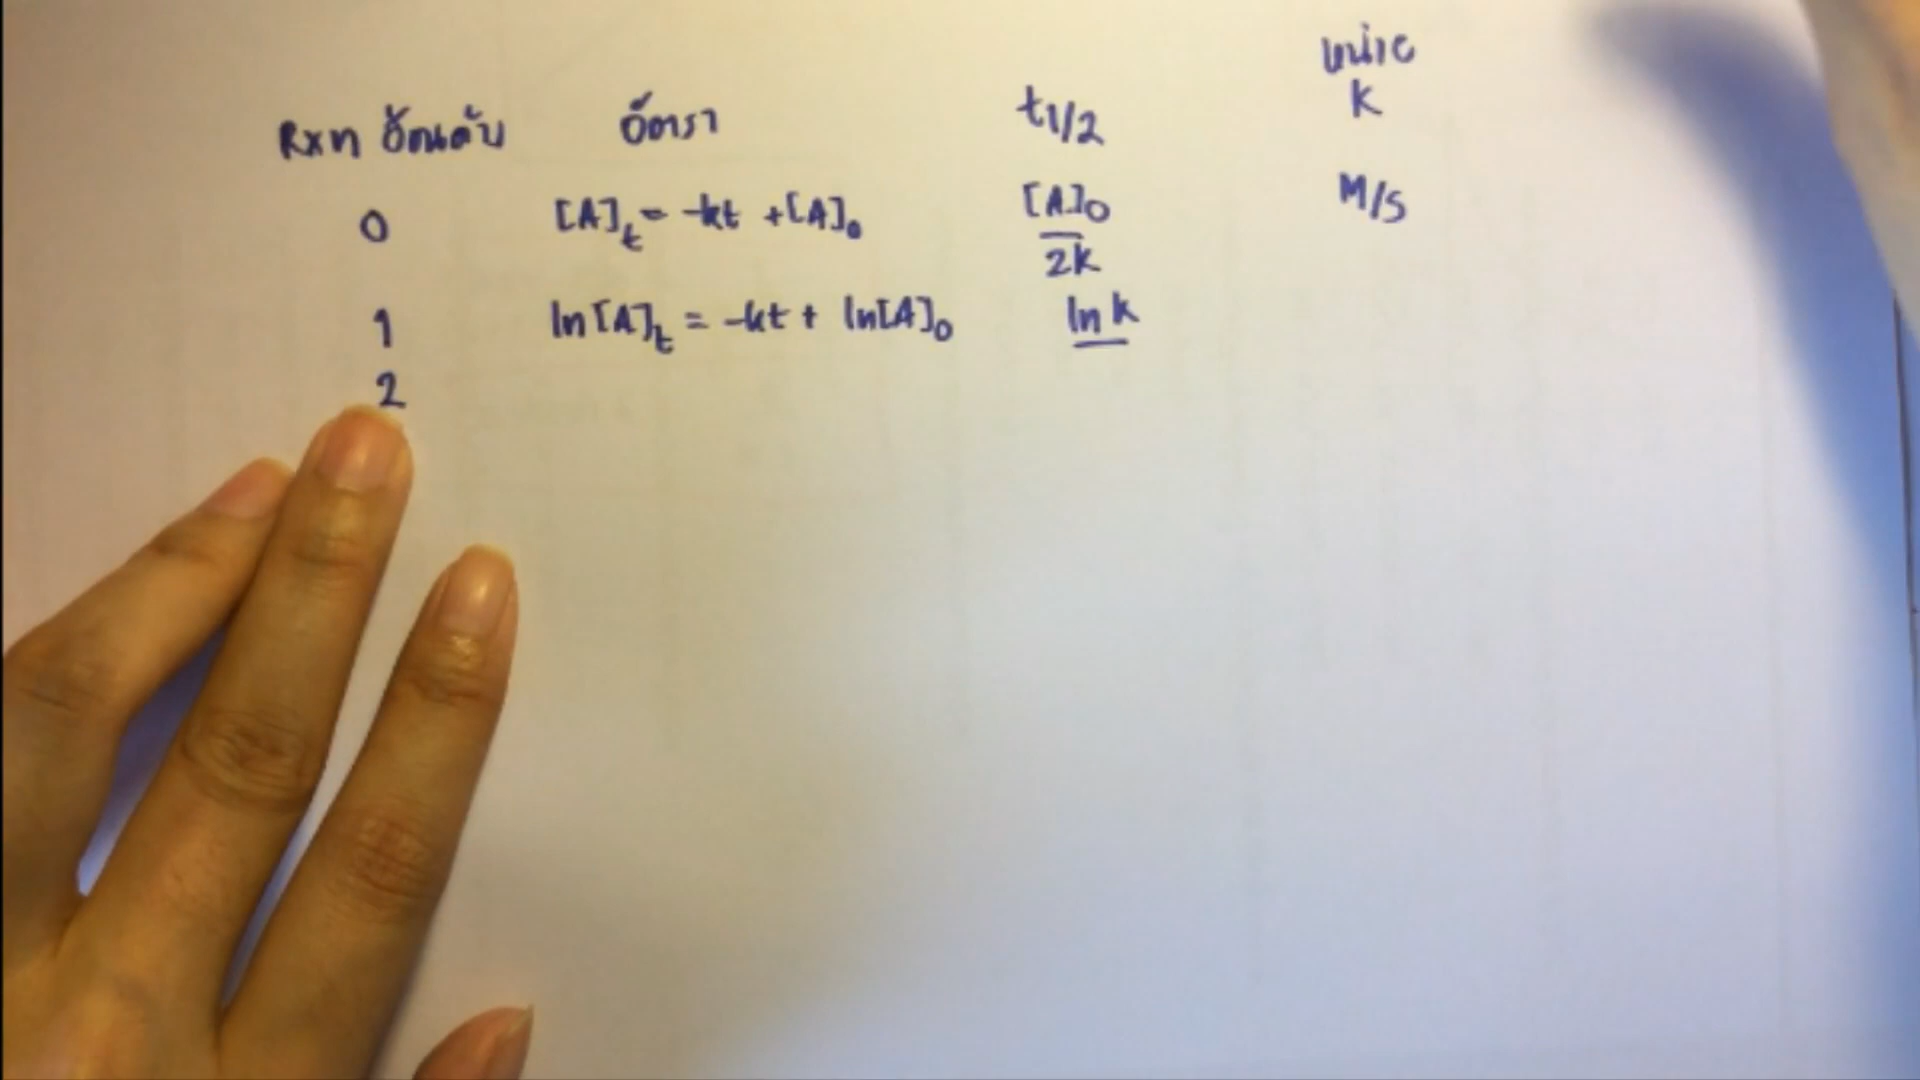 หน่วย
Rxn อันดับ อัตรา t1/2 k
0 [A]t = -kt + [A]0 [A]0/2k M/s
1 ln[A]t = -kt + ln[A]0 ln k
2